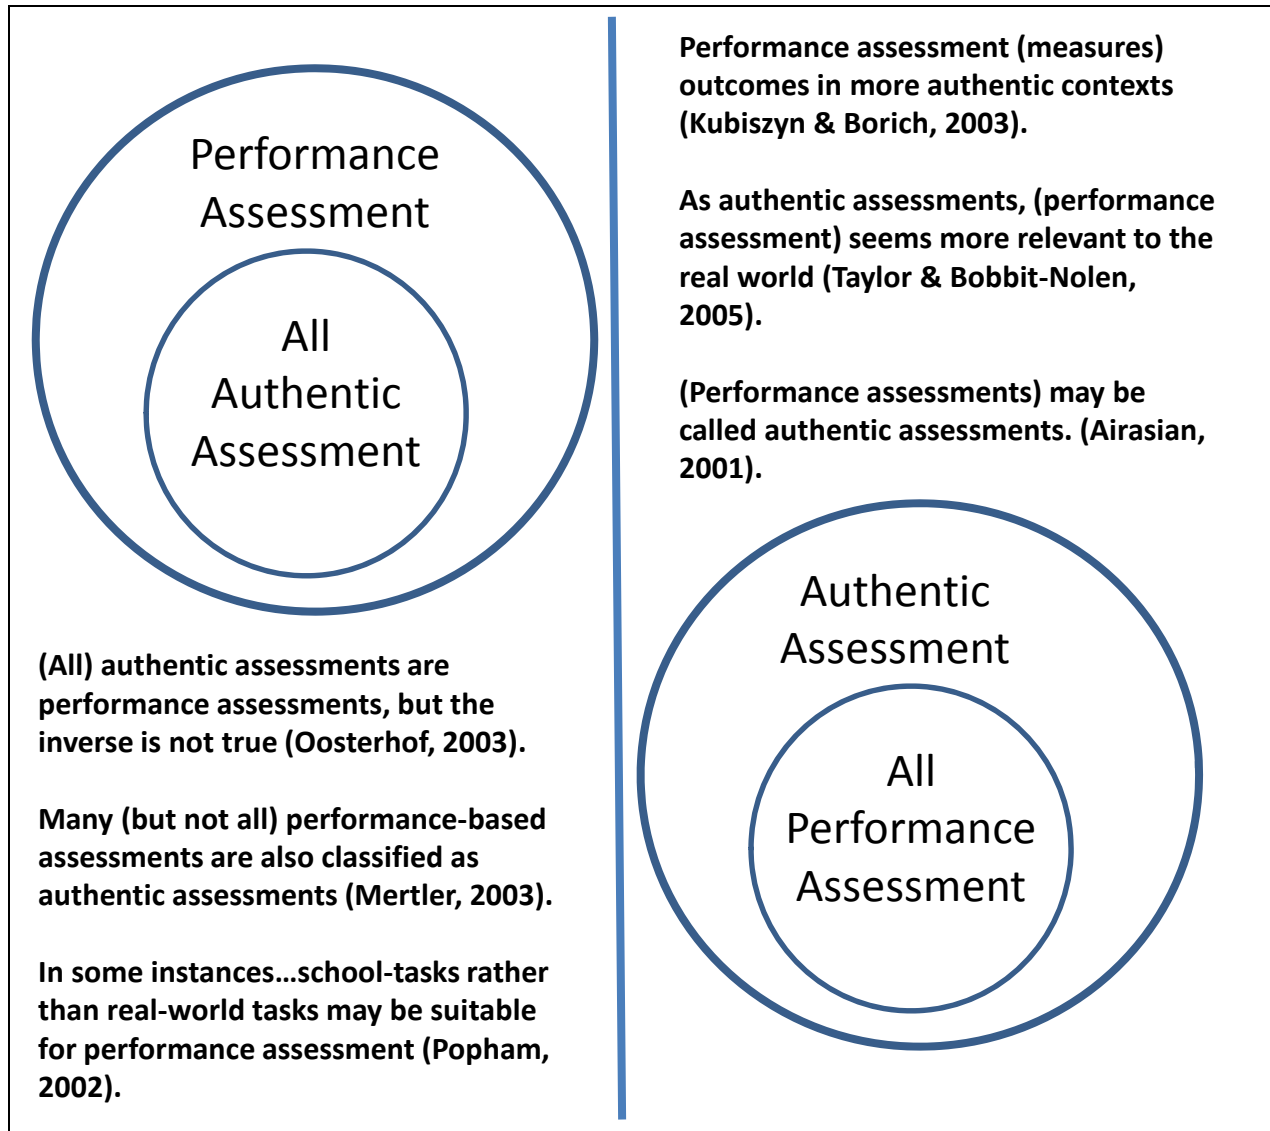 Performance
Assessment
All
Authentic
Assessment
(All) authentic assessments are
performance assessments, but the
inverse is not true (Oosterhof, 2003).
Many (but not all) performance-based
assessments are also classified as
authentic assessments (Mertler, 2003).
In some instances...school-tasks rather
than real-world tasks may be suitable
for performance assessment (Popham,
2002).
Performance assessment (measures)
outcomes in more authentic contexts
(Kubiszyn & Borich, 2003).
As authentic assessments, (performance
assessment) seems more relevant to the
real world (Taylor & Bobbit-Nolen,
2005).
(Performance assessments) may be
called authentic assessments. (Airasian,
2001).
Authentic
Assessment
All
Performance
Assessment